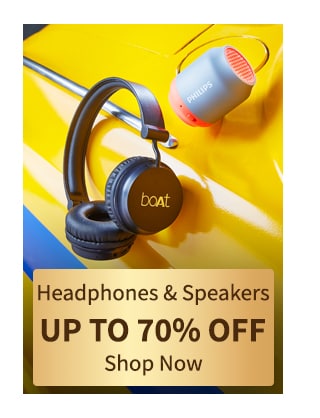 PHILIPS
boAt
Headphones & Speakers
UP TO 70% OFF
Shop Now